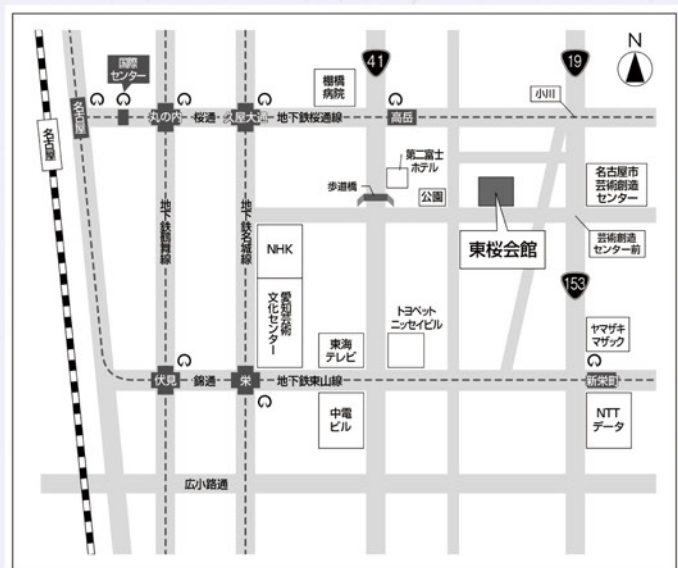 41
19
N
国際
センター
棚橋
病院
小川
名古屋
丸の内
桜通
久屋大通
地下鉄桜通線
高岳
名古屋
第二富士
ホテル
歩道橋
公園
名古屋市
芸術創造
センター
地下鉄鶴舞線
地下鉄名城線
NHK
東桜会館
芸術創造
センター前
愛知芸術
文化センター
153
トヨペット
ニッセイビル
東海
テレビ
ヤマザキ
マザック
伏見
錦通
栄
地下鉄東山線
新栄町
中電
ビル
NTT
データ
広小路通